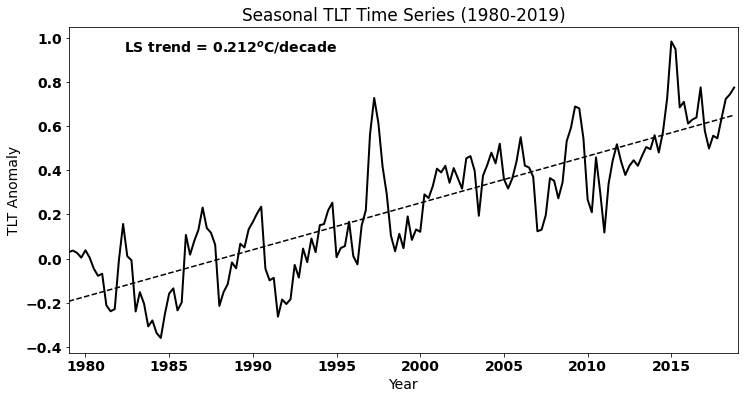 Seasonal TLT Time Series (1980-2019)
LS trend = 0.212°C/decade
1.0
0.8
0.6
0.4
0.2
0.0
−0.2
−0.4
TLT Anomaly
1980 1985 1990 1995 2000 2005 2010 2015
Year